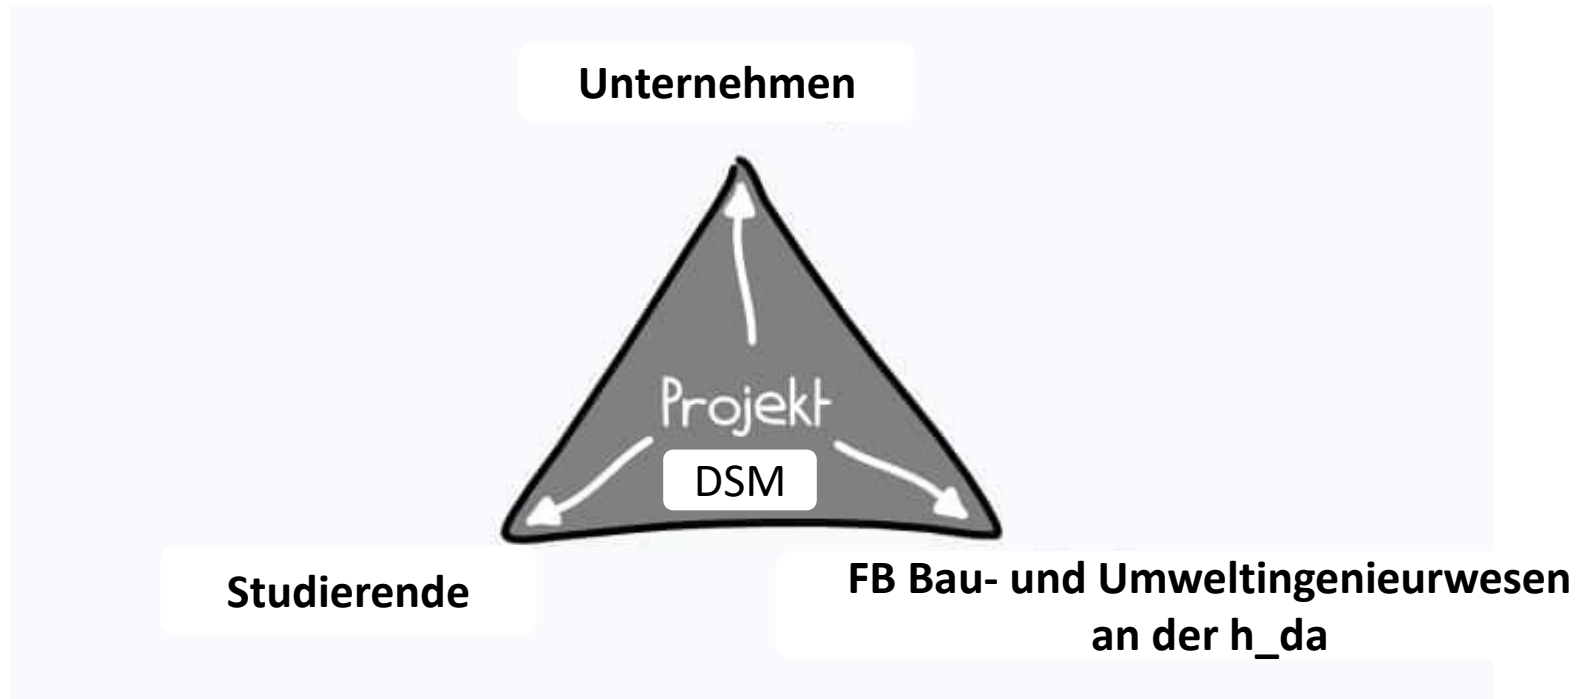 Unternehmen
Projekt
DSM
Studierende
FB Bau- und Umweltingenieurwesen
an der h_da